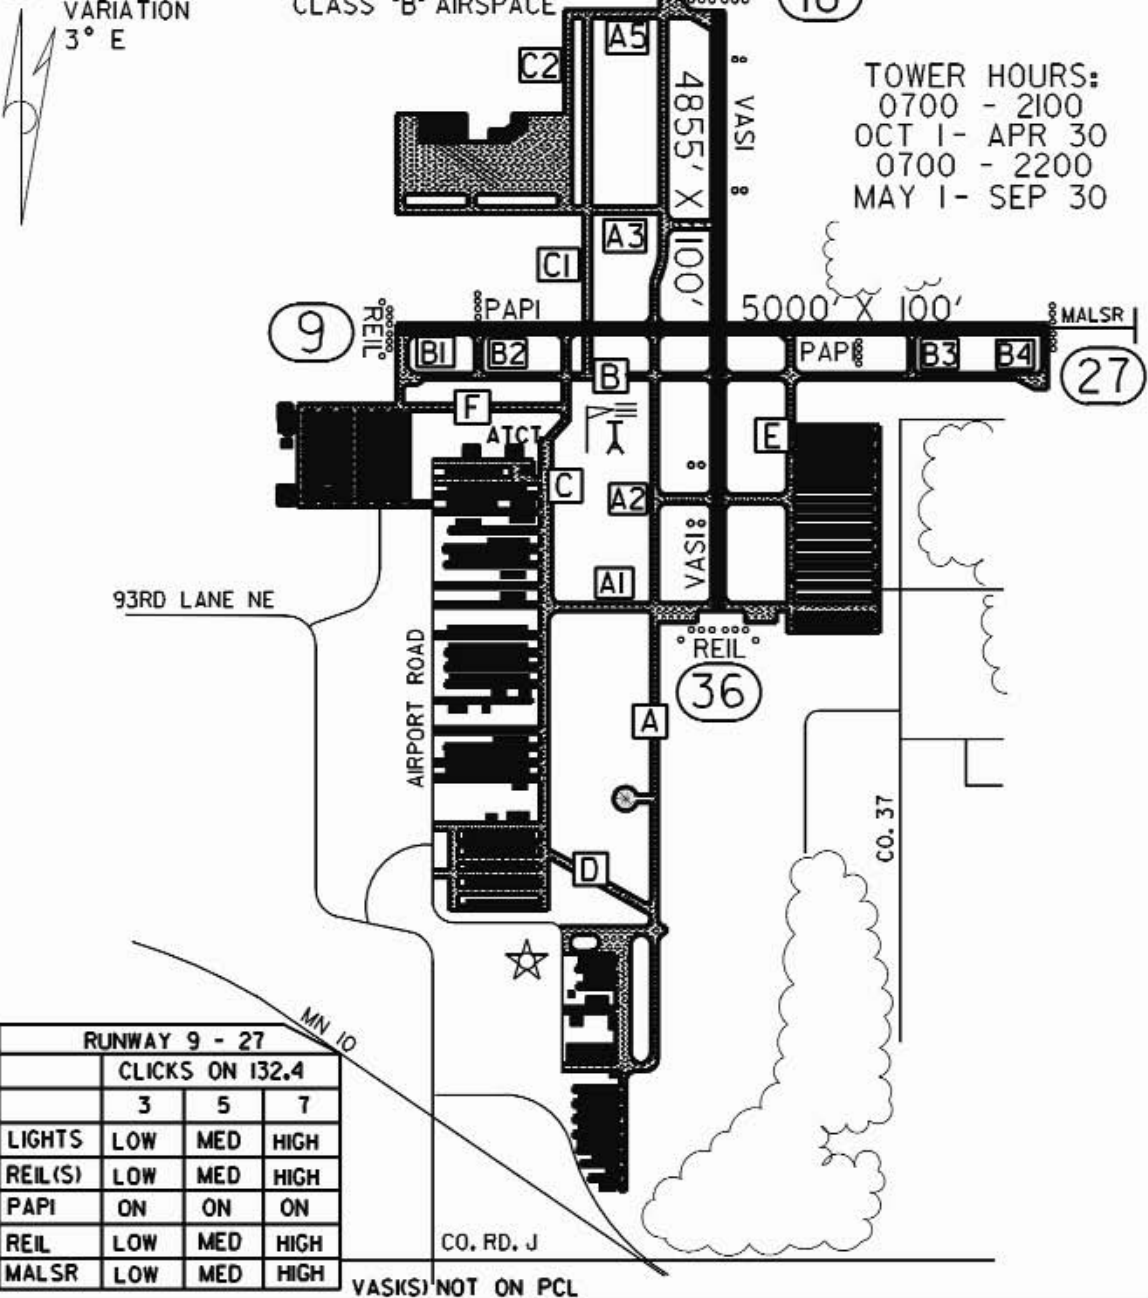 VARIATION
3° E
CLASS "B" AIRSPACE
18
C2
A5
4855' X 100'
VASI
TOWER HOURS:
0700 - 2100
OCT 1 - APR 30
0700 - 2200
MAY 1 - SEP 30
A3
C1
9
REIL
PAPI
5000' X 100'
MALSR
B1
B2
PAPI
B3
B4
27
B
F
ATCT
E
C
A2
VASI
A1
93RD LANE NE
REIL
36
AIRPORT ROAD
A
CO. 37
D
MN 10
RUNWAY 9 - 27
CLICKS ON 132.4
3 5 7
LIGHTS LOW MED HIGH
REIL(S) LOW MED HIGH
PAPI ON ON ON
REIL LOW MED HIGH
MALSR LOW MED HIGH
CO. RD. J
VASI(S) NOT ON PCL